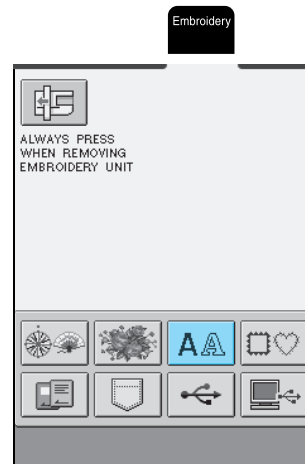 Embroidery
ALWAYS PRESS
WHEN REMOVING
EMBROIDERY UNIT
AA